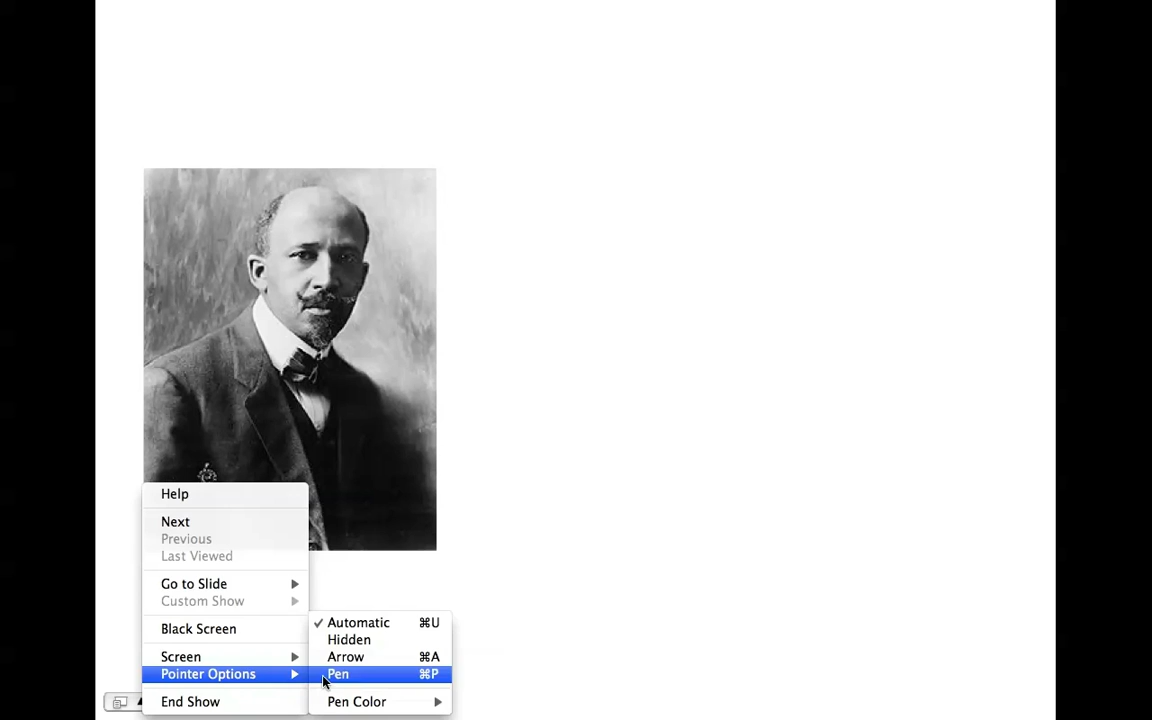 Help
Next
Previous
Last Viewed
Go to Slide
Custom Show
Black Screen
Screen
Pointer Options
End Show
Automatic ⌘U
Hidden
Arrow ⌘A
Pen ⌘P
Pen Color